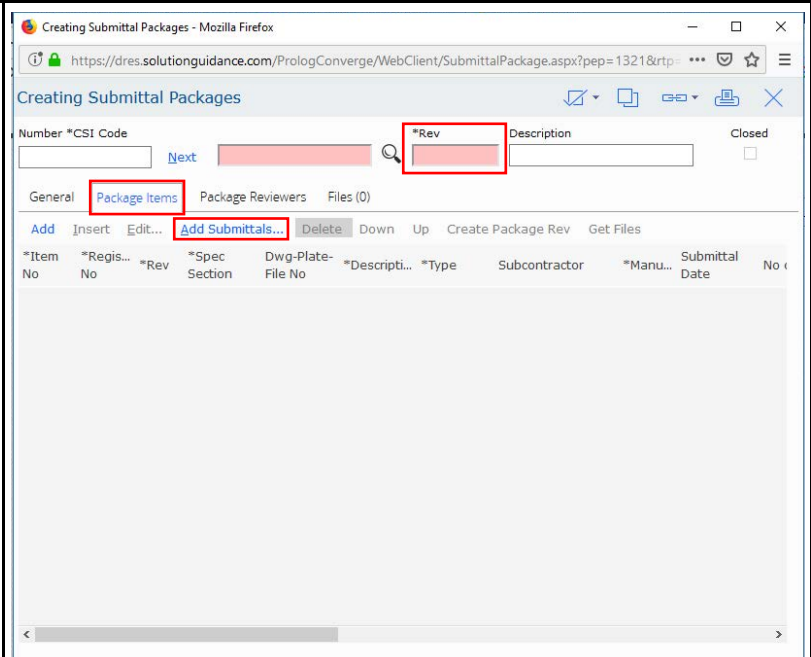 Creating Submittal Packages - Mozilla Firefox
https://dres.solutionguidance.com/PrologConverge/WebClient/SubmittalPackage.aspx?pep=1321&rtp=
Creating Submittal Packages
Number *CSI Code *Rev Description Closed
Next
General Package Items Package Reviewers Files (0)
Add Insert Edit... Add Submittals... Delete Down Up Create Package Rev Get Files
*Item No *Regis... No *Rev *Spec Section Dwg-Plate-File No *Descripti... *Type Subcontractor *Manu... Submittal Date No